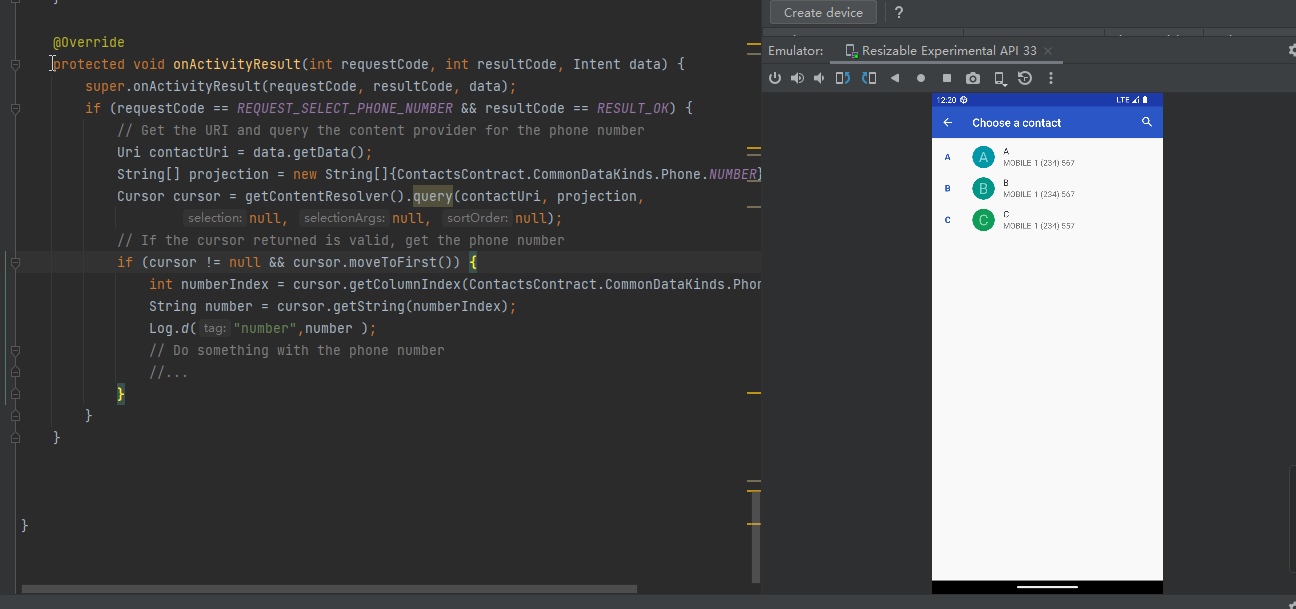 Create device ?
@Override
Emulator: Resizable Experimental API 33
protected void onActivityResult(int requestCode, int resultCode, Intent data) {
super.onActivityResult(requestCode, resultCode, data);
if (requestCode == REQUEST_SELECT_PHONE_NUMBER && resultCode == RESULT_OK) {
// Get the URI and query the content provider for the phone number
Uri contactUri = data.getData();
String[] projection = new String[]{ContactsContract.CommonDataKinds.Phone.NUMBER}
Cursor cursor = getContentResolver().query(contactUri, projection,
selection: null, selectionArgs: null, sortOrder: null);
// If the cursor returned is valid, get the phone number
if (cursor != null && cursor.moveToFirst()) {
int numberIndex = cursor.getColumnIndex(ContactsContract.CommonDataKinds.Phon
String number = cursor.getString(numberIndex);
Log.d( tag: "number",number );
// Do something with the phone number
//...
}
}
}
}
12:20 LTE
Choose a contact
A A A
MOBILE 1 (234) 567
B B B
MOBILE 1 (234) 567
C C C
MOBILE 1 (234) 557